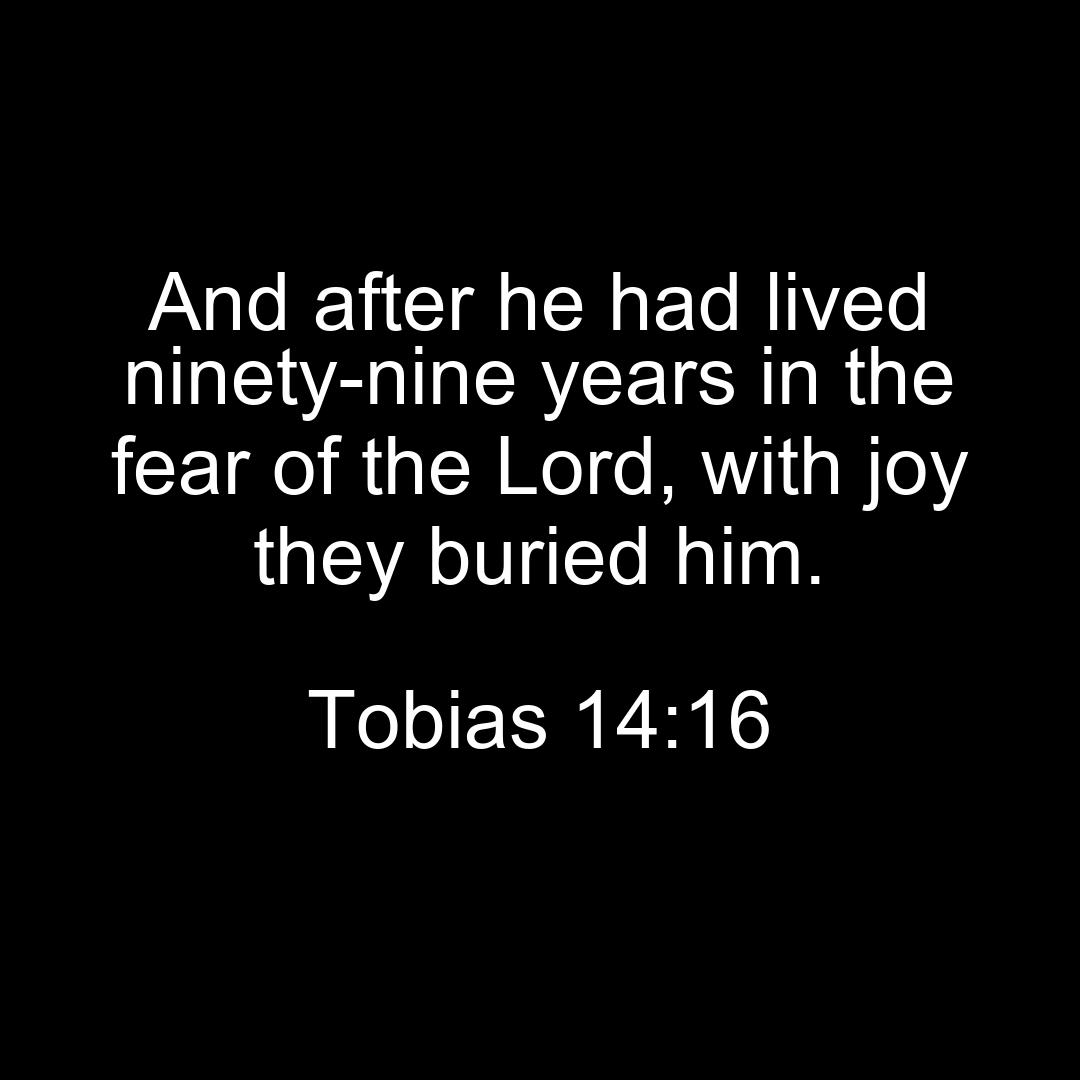 And after he had lived
ninety-nine years in the
fear of the Lord, with joy
they buried him.
Tobias 14:16